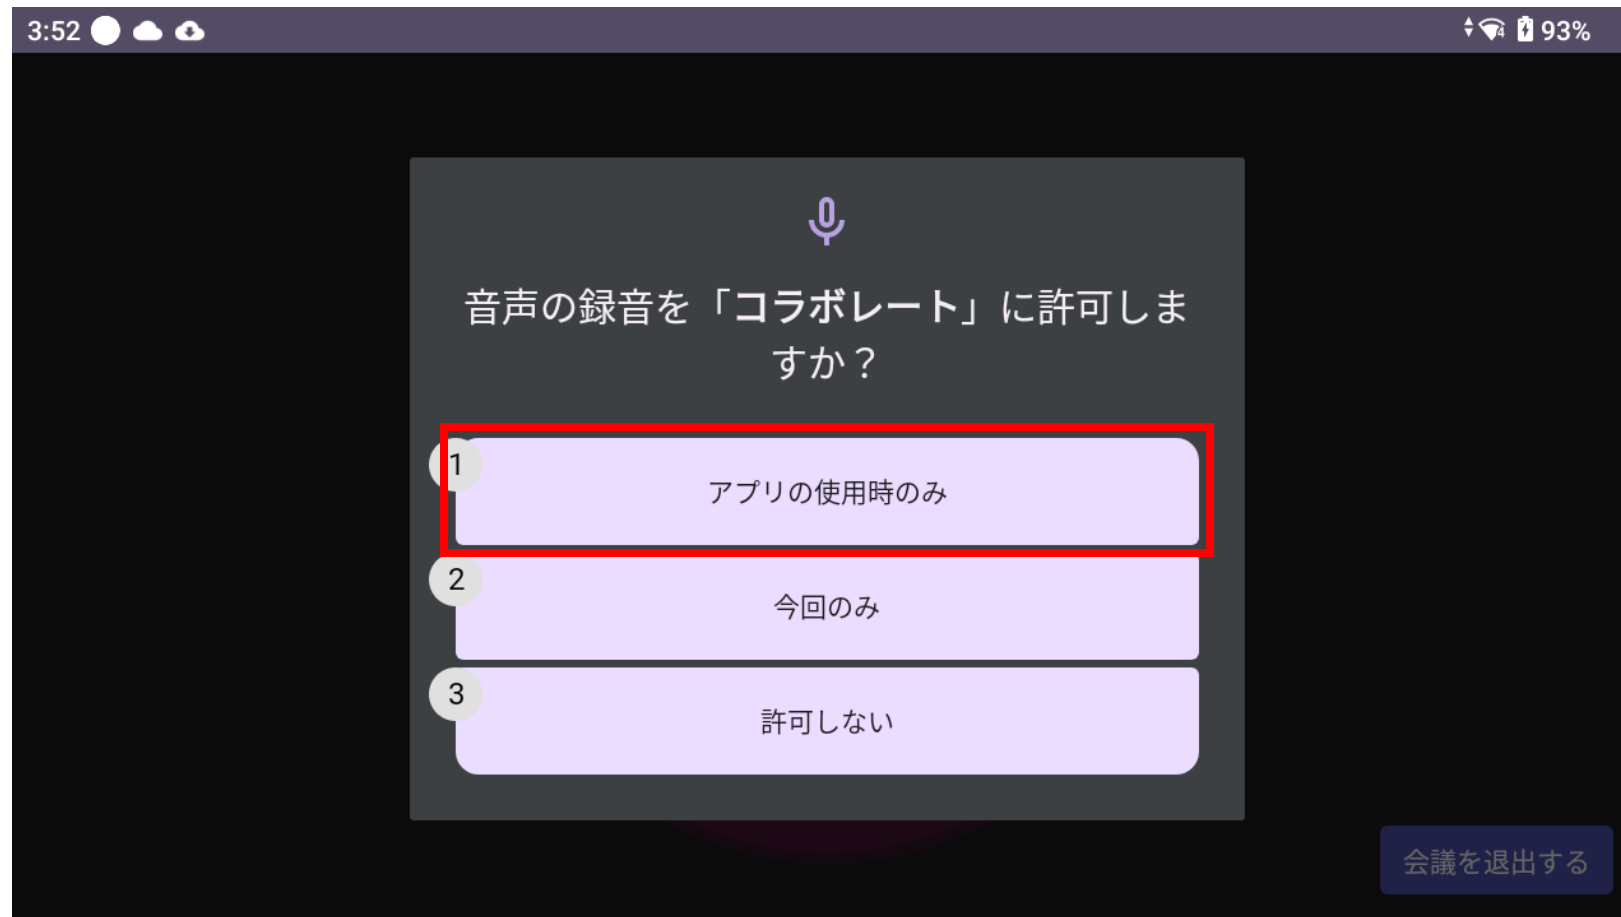 3:52
93%
音声の録音を「コラボレート」に許可しま
すか？
1
アプリの使用時のみ
2
今回のみ
3
許可しない
会議を退出する